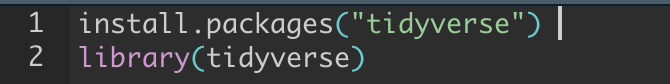 1 install.packages("tidyverse")
2 library(tidyverse)